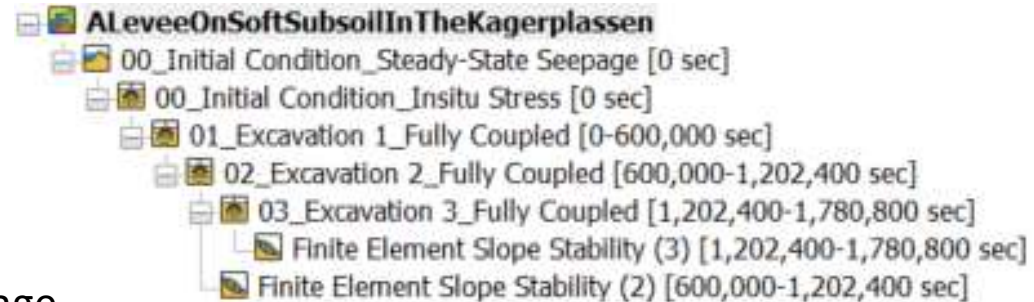 ALeveeOnSoftSubsoilInTheKagerplassen
00_Initial Condition_Steady-State Seepage [0 sec]
00_Initial Condition_Insitu Stress [0 sec]
01_Excavation 1_Fully Coupled [0-600,000 sec]
02_Excavation 2_Fully Coupled [600,000-1,202,400 sec]
03_Excavation 3_Fully Coupled [1,202,400-1,780,800 sec]
Finite Element Slope Stability (3) [1,202,400-1,780,800 sec]
Finite Element Slope Stability (2) [600,000-1,202,400 sec]